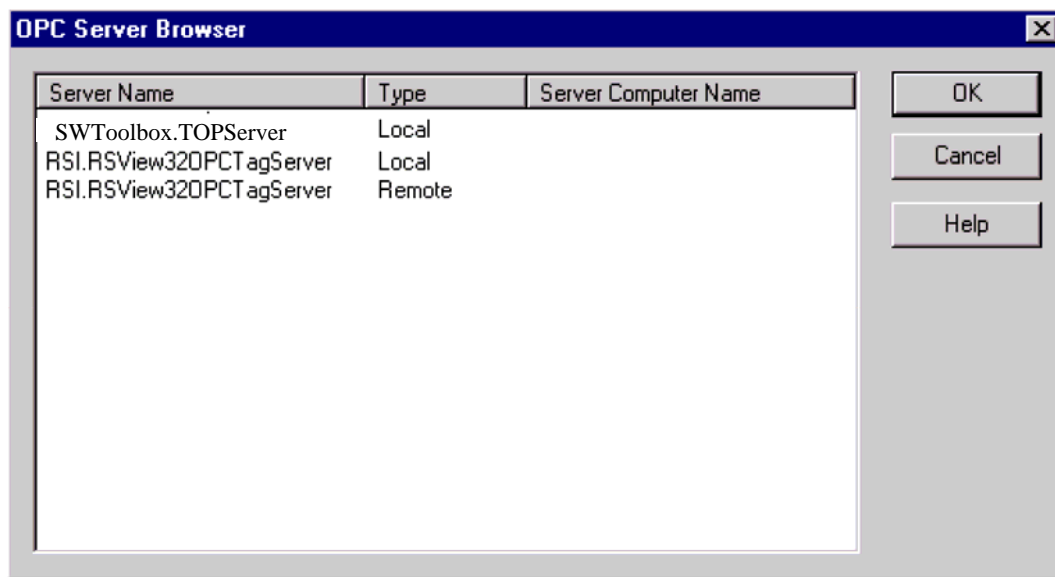 OPC Server Browser
Server Name Type Server Computer Name
SWToolbox.TOPServer Local
RSI.RSView32OPCTagServer Local
RSI.RSView32OPCTagServer Remote
OK
Cancel
Help